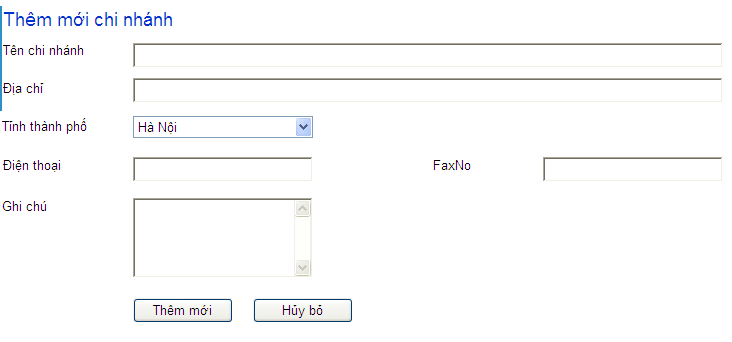 Thêm mới chi nhánh
Tên chi nhánh
Địa chỉ
Tỉnh thành phố
Hà Nội
Điện thoại
FaxNo
Ghi chú
Thêm mới
Hủy bỏ